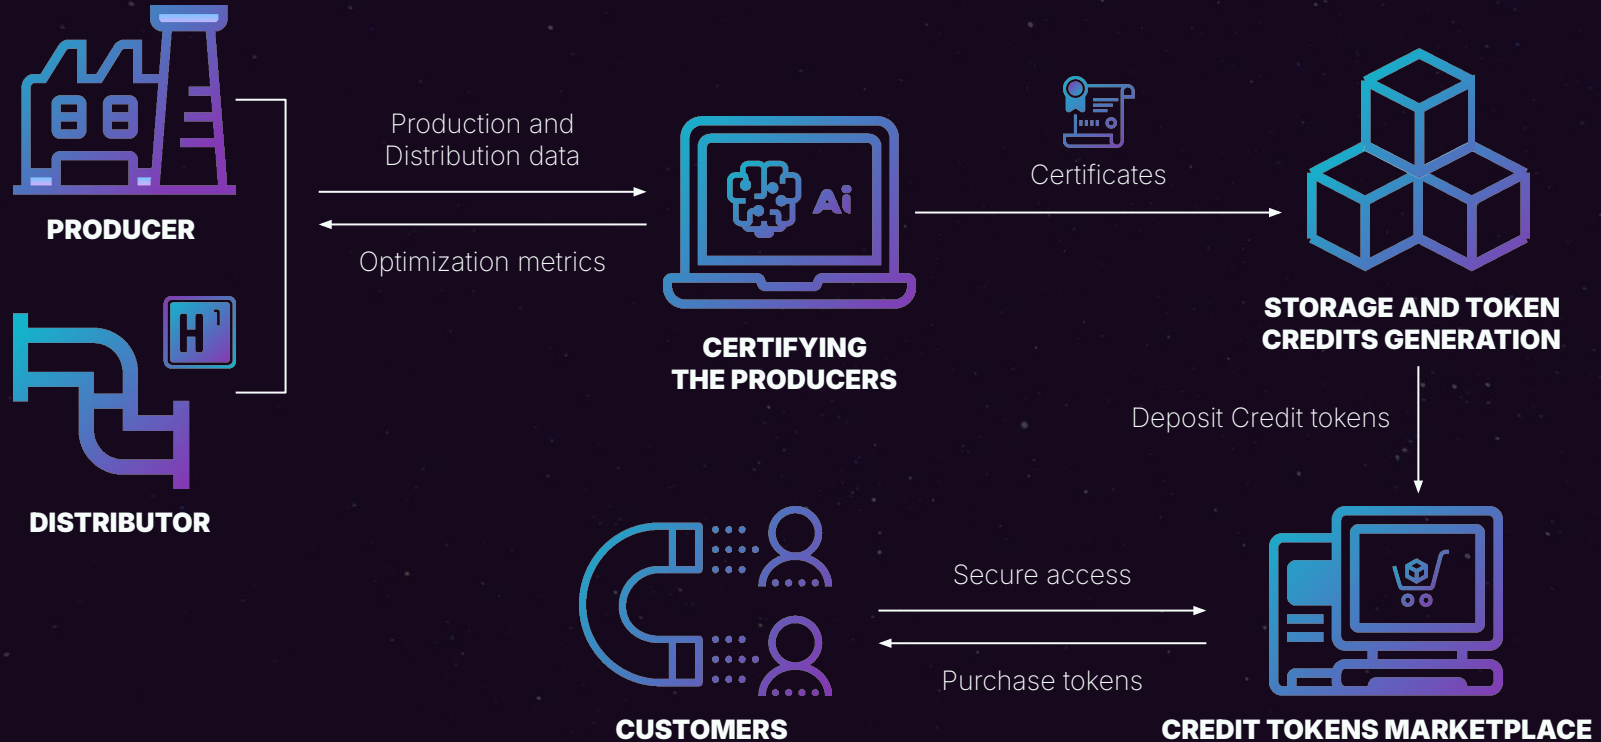 PRODUCER
H 1
DISTRIBUTOR
Production and
Distribution data
Optimization metrics
Ai
CERTIFYING
THE PRODUCERS
Certificates
STORAGE AND TOKEN
CREDITS GENERATION
Deposit Credit tokens
Secure access
Purchase tokens
CUSTOMERS
CREDIT TOKENS MARKETPLACE